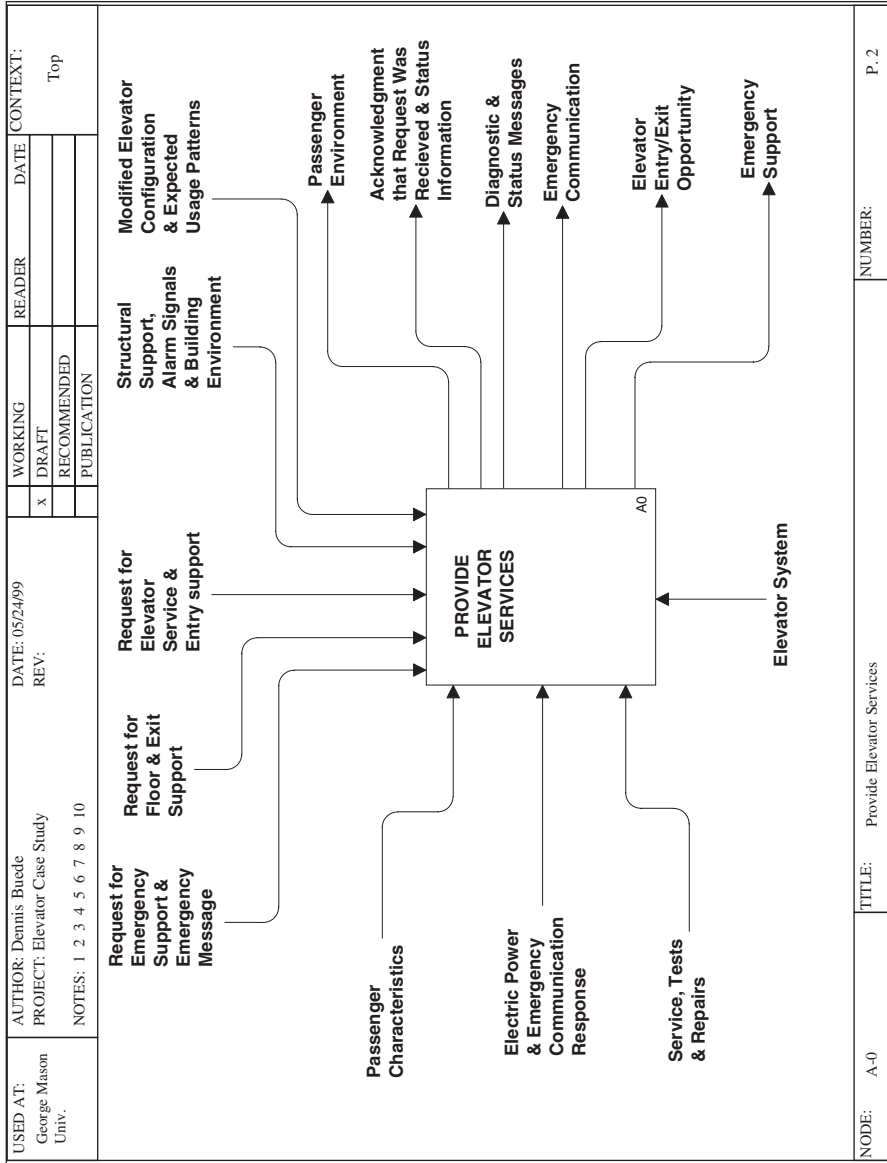 USED AT:
George Mason
Univ.
AUTHOR: Dennis Buede
DATE: 05/24/99
PROJECT: Elevator Case Study
REV:
NOTES: 1 2 3 4 5 6 7 8 9 10
WORKING
x DRAFT
RECOMMENDED
PUBLICATION
READER
DATE
CONTEXT:
Top
Request for
Emergency
Support &
Emergency
Message
Request for
Floor & Exit
Support
Request for
Elevator
Service &
Entry support
Structural
Support,
Alarm Signals
& Building
Environment
Modified Elevator
Configuration
& Expected
Usage Patterns
Passenger
Characteristics
Electric Power
& Emergency
Communication
Response
Service, Tests
& Repairs
PROVIDE
ELEVATOR
SERVICES
A0
Elevator System
Passenger
Environment
Acknowledgment
that Request Was
Recieved & Status
Information
Diagnostic &
Status Messages
Emergency
Communication
Elevator
Entry/Exit
Opportunity
Emergency
Support
NODE:
A-0
TITLE:
Provide Elevator Services
NUMBER:
P. 2